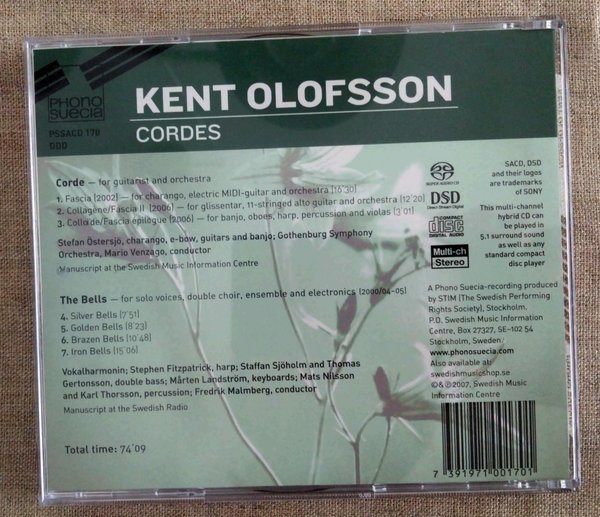 PHONO
SUECIA
PSSACD 170
DDD
KENT OLOFSSON
CORDES
Corde — for guitarist and orchestra
1. Fascia (2002) — for charango, electric MIDI-guitar and orchestra (16'30)
2. Collagène/Fascia II (2006) — for glissentar, 11-stringed alto guitar and orchestra (12'20)
3. Colla'de/Fascia epilogue (2006) — for banjo, oboes, harp, percussion and violas (3'01)
Stefan Östersjö, charango, e-bow, guitars and banjo; Gothenburg Symphony
Orchestra, Mario Venzago, conductor
Manuscript at the Swedish Music Information Centre
The Bells — for solo voices, double choir, ensemble and electronics (2000/04-05)
4. Silver Bells (7'51)
5. Golden Bells (8'23)
6. Brazen Bells (10'48)
7. Iron Bells (15'06)
Vokalharmonin; Stephen Fitzpatrick, harp; Staffan Sjöholm and Thomas
Gertonsson, double bass; Mårten Landström, keyboards; Mats Nilsson
and Karl Thorsson, percussion; Fredrik Malmberg, conductor
Manuscript at the Swedish Radio
Total time: 74'09
SUPER AUDIO CD
DSD
Direct Stream Digital
COMPACT
disc
DIGITAL AUDIO
Multi-ch
Stereo
SACD, DSD
and their logos
are trademarks
of SONY
This multi-channel
hybrid CD can
be played in
5.1 surround sound
as well as any
standard compact
disc player
A Phono Suecia-recording produced
by STIM (The Swedish Performing
Rights Society), Stockholm.
P.O. Swedish Music Information
Centre, Box 27327, SE-102 54
Stockholm, Sweden.
www.phonosuecia.com
Also available at:
swedishmusicshop.se
©&℗2007, Swedish Music
Information Centre
7 391971 001701